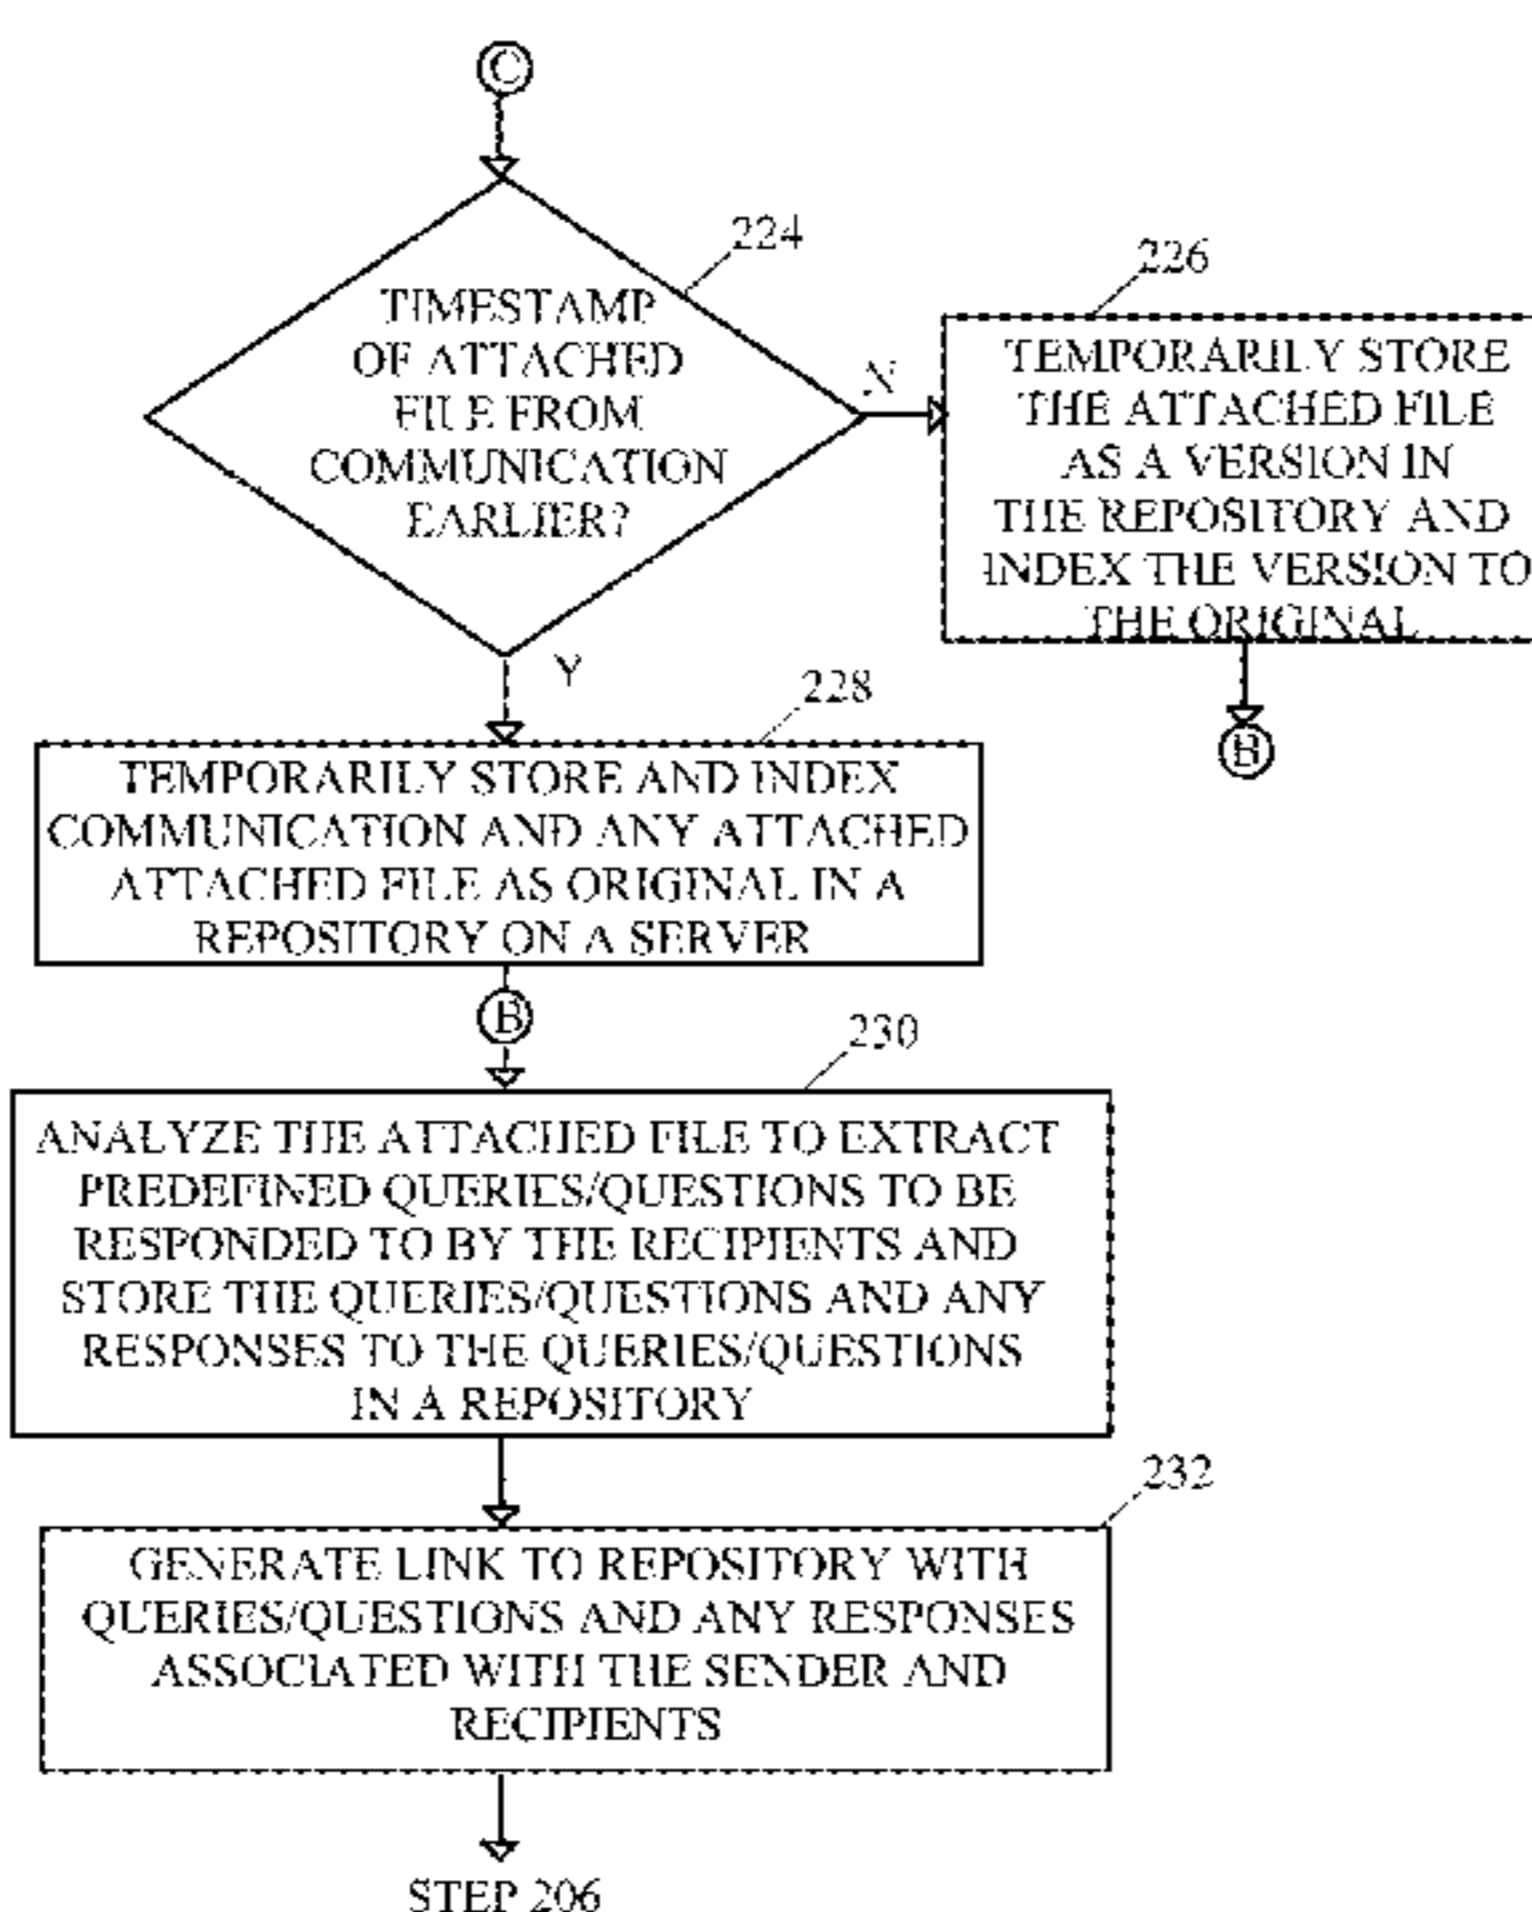 C
224
TIMESTAMP
OF ATTACHED
FILE FROM
COMMUNICATION
EARLIER?
N
226
TEMPORARILY STORE
THE ATTACHED FILE
AS A VERSION IN
THE REPOSITORY AND
INDEX THE VERSION TO
THE ORIGINAL
B
Y
228
TEMPORARILY STORE AND INDEX
COMMUNICATION AND ANY ATTACHED
ATTACHED FILE AS ORIGINAL IN A
REPOSITORY ON A SERVER
B
230
ANALYZE THE ATTACHED FILE TO EXTRACT
PREDEFINED QUERIES/QUESTIONS TO BE
RESPONDED TO BY THE RECIPIENTS AND
STORE THE QUERIES/QUESTIONS AND ANY
RESPONSES TO THE QUERIES/QUESTIONS
IN A REPOSITORY
232
GENERATE LINK TO REPOSITORY WITH
QUERIES/QUESTIONS AND ANY RESPONSES
ASSOCIATED WITH THE SENDER AND
RECIPIENTS
STEP 206